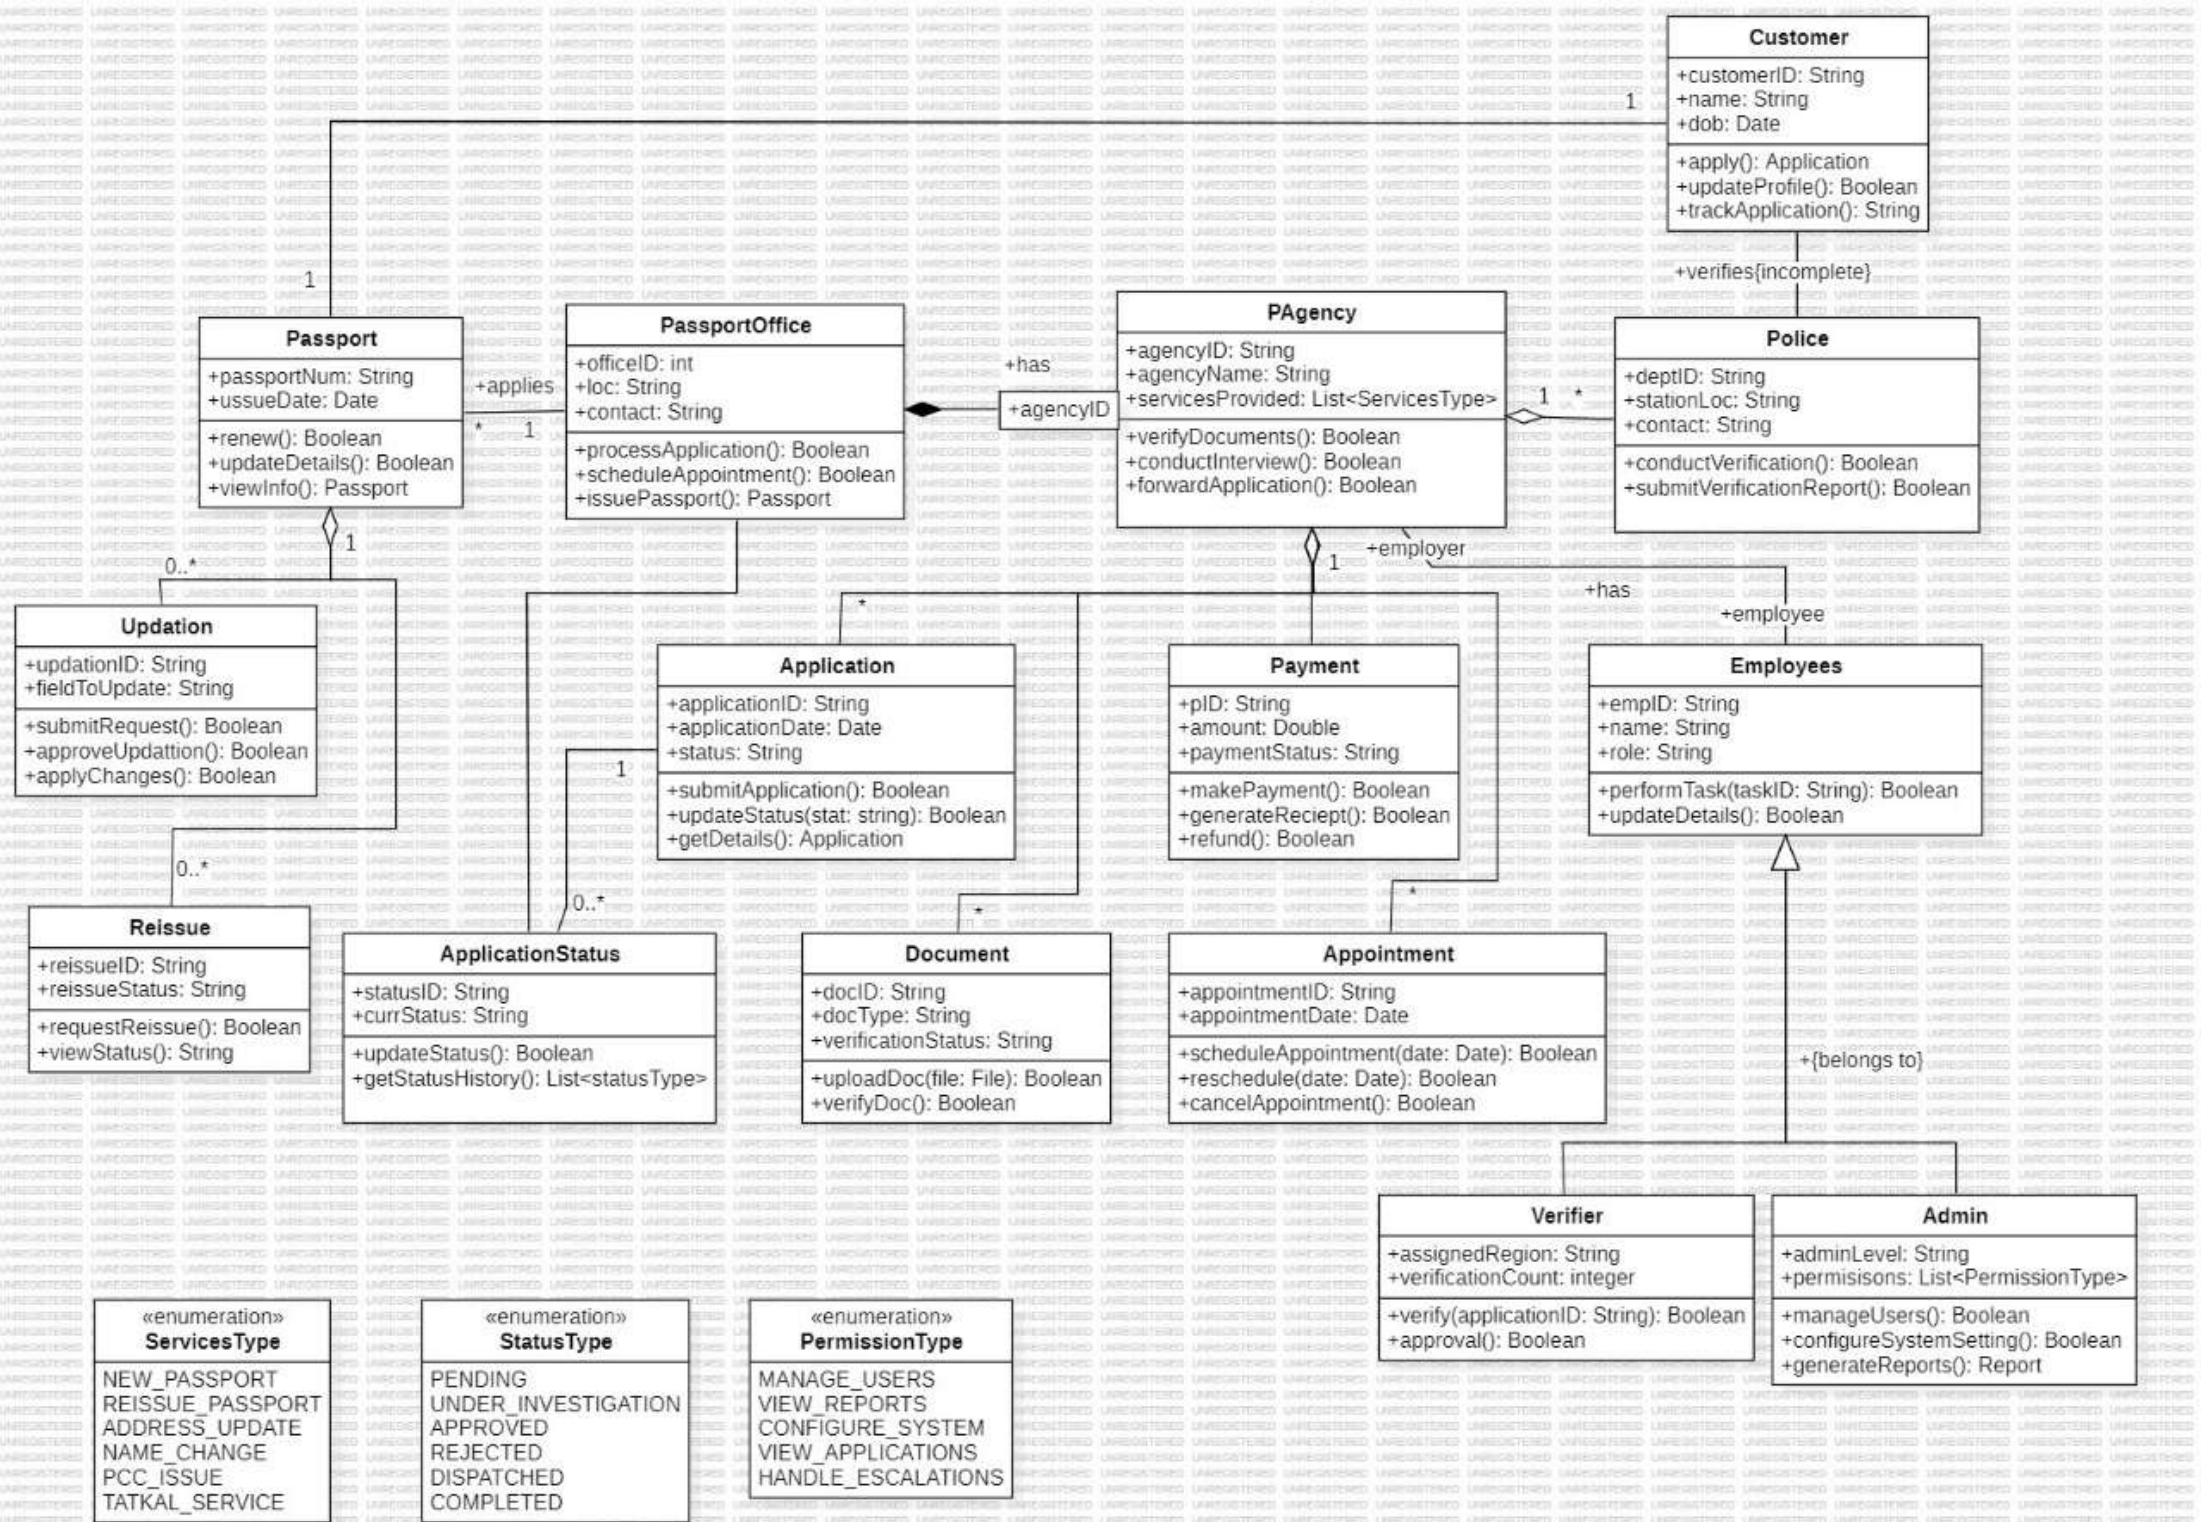 Customer
+customerID: String
+name: String
+dob: Date
+apply(): Application
+updateProfile(): Boolean
+trackApplication(): String
1
1
+verifies{incomplete}
Passport
+passportNum: String
+ussueDate: Date
+renew(): Boolean
+updateDetails(): Boolean
+viewInfo(): Passport
+applies
*
1
PassportOffice
+officeID: int
+loc: String
+contact: String
+processApplication(): Boolean
+scheduleAppointment(): Boolean
+issuePassport(): Passport
+has
+agencyID
PAgency
+agencyID: String
+agencyName: String
+servicesProvided: List<ServicesType>
+verifyDocuments(): Boolean
+conductInterview(): Boolean
+forwardApplication(): Boolean
1
*
Police
+deptID: String
+stationLoc: String
+contact: String
+conductVerification(): Boolean
+submitVerificationReport(): Boolean
1
0..*
1
+employer
+has
+employee
*
Updation
+updationID: String
+fieldToUpdate: String
+submitRequest(): Boolean
+approveUpdattion(): Boolean
+applyChanges(): Boolean
Application
+applicationID: String
+applicationDate: Date
+status: String
+submitApplication(): Boolean
+updateStatus(stat: string): Boolean
+getDetails(): Application
1
Payment
+pID: String
+amount: Double
+paymentStatus: String
+makePayment(): Boolean
+generateReciept(): Boolean
+refund(): Boolean
Employees
+empID: String
+name: String
+role: String
+performTask(taskID: String): Boolean
+updateDetails(): Boolean
0..*
0..*
*
*
Reissue
+reissueID: String
+reissueStatus: String
+requestReissue(): Boolean
+viewStatus(): String
ApplicationStatus
+statusID: String
+currStatus: String
+updateStatus(): Boolean
+getStatusHistory(): List<statusType>
Document
+docID: String
+docType: String
+verificationStatus: String
+uploadDoc(file: File): Boolean
+verifyDoc(): Boolean
Appointment
+appointmentID: String
+appointmentDate: Date
+scheduleAppointment(date: Date): Boolean
+reschedule(date: Date): Boolean
+cancelAppointment(): Boolean
+{belongs to}
Verifier
+assignedRegion: String
+verificationCount: integer
+verify(applicationID: String): Boolean
+approval(): Boolean
Admin
+adminLevel: String
+permisisons: List<PermissionType>
+manageUsers(): Boolean
+configureSystemSetting(): Boolean
+generateReports(): Report
«enumeration»
ServicesType
NEW_PASSPORT
REISSUE_PASSPORT
ADDRESS_UPDATE
NAME_CHANGE
PCC_ISSUE
TATKAL_SERVICE
«enumeration»
StatusType
PENDING
UNDER_INVESTIGATION
APPROVED
REJECTED
DISPATCHED
COMPLETED
«enumeration»
PermissionType
MANAGE_USERS
VIEW_REPORTS
CONFIGURE_SYSTEM
VIEW_APPLICATIONS
HANDLE_ESCALATIONS